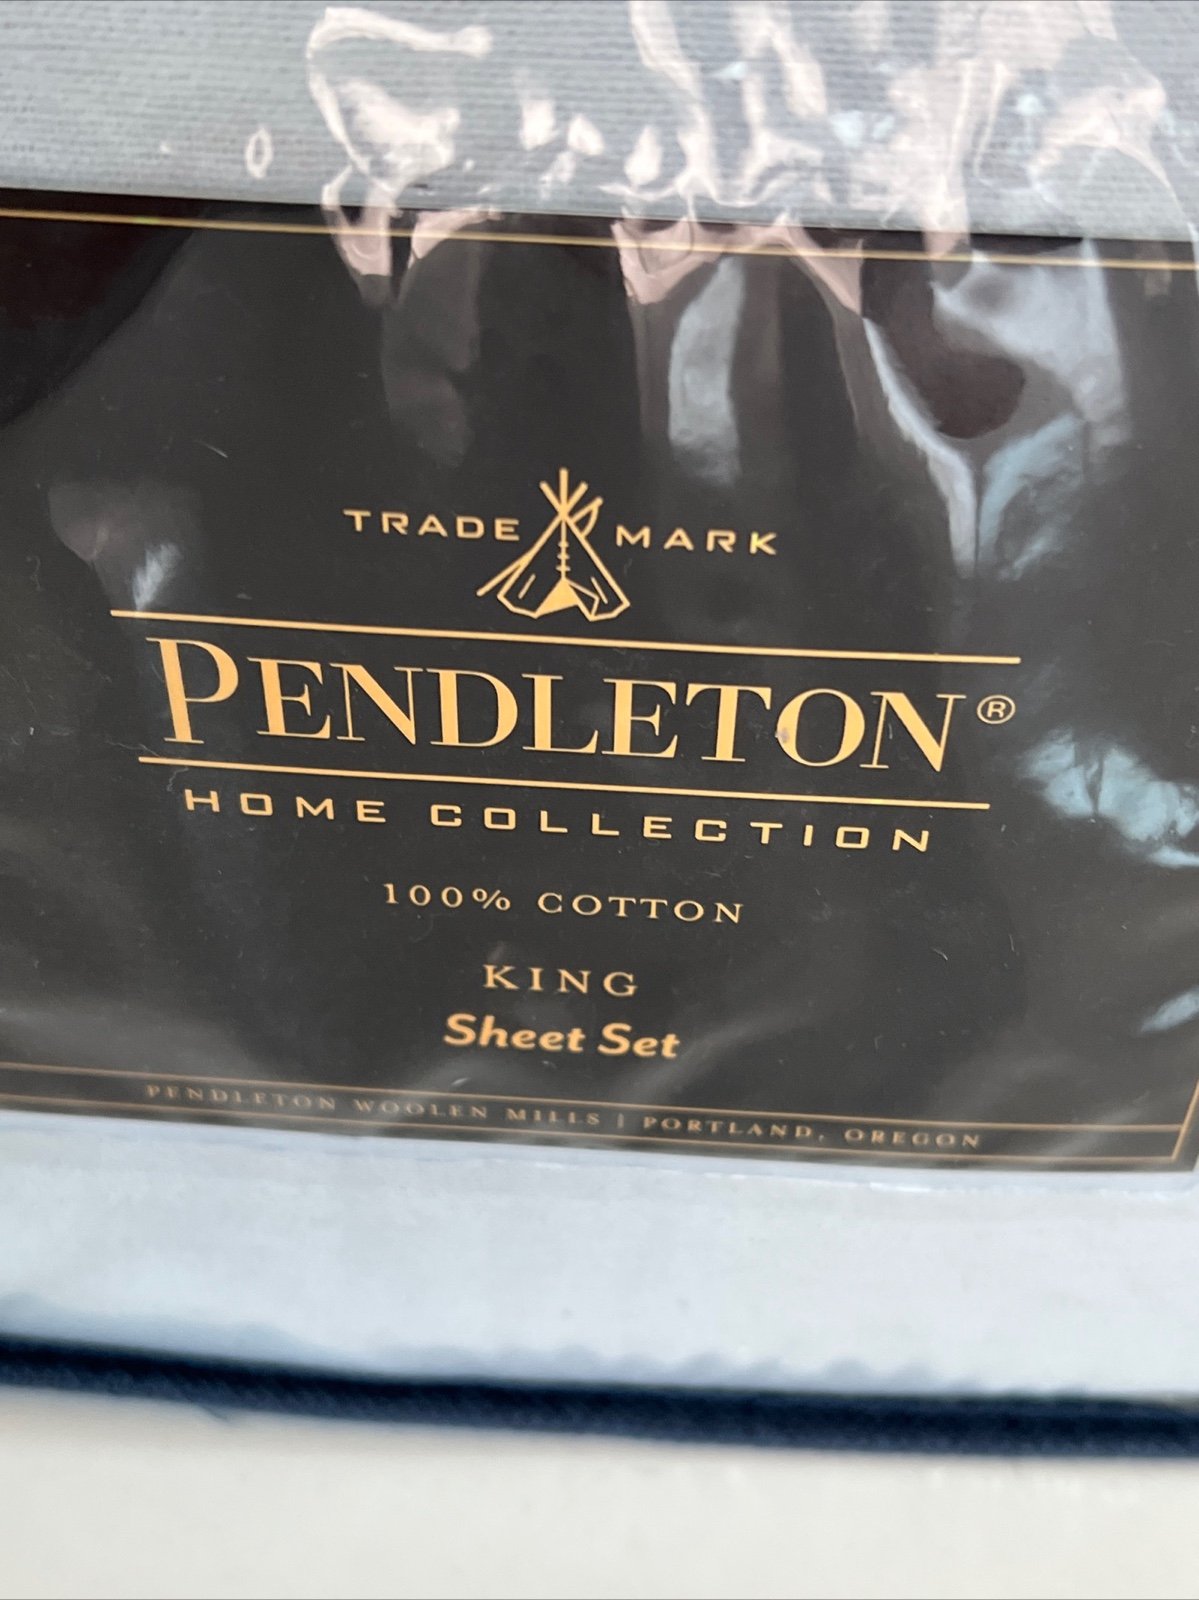 TRADE MARK
PENDLETON®
HOME COLLECTION
100% COTTON
KING
Sheet Set
PENDLETON WOOLEN MILLS | PORTLAND, OREGON